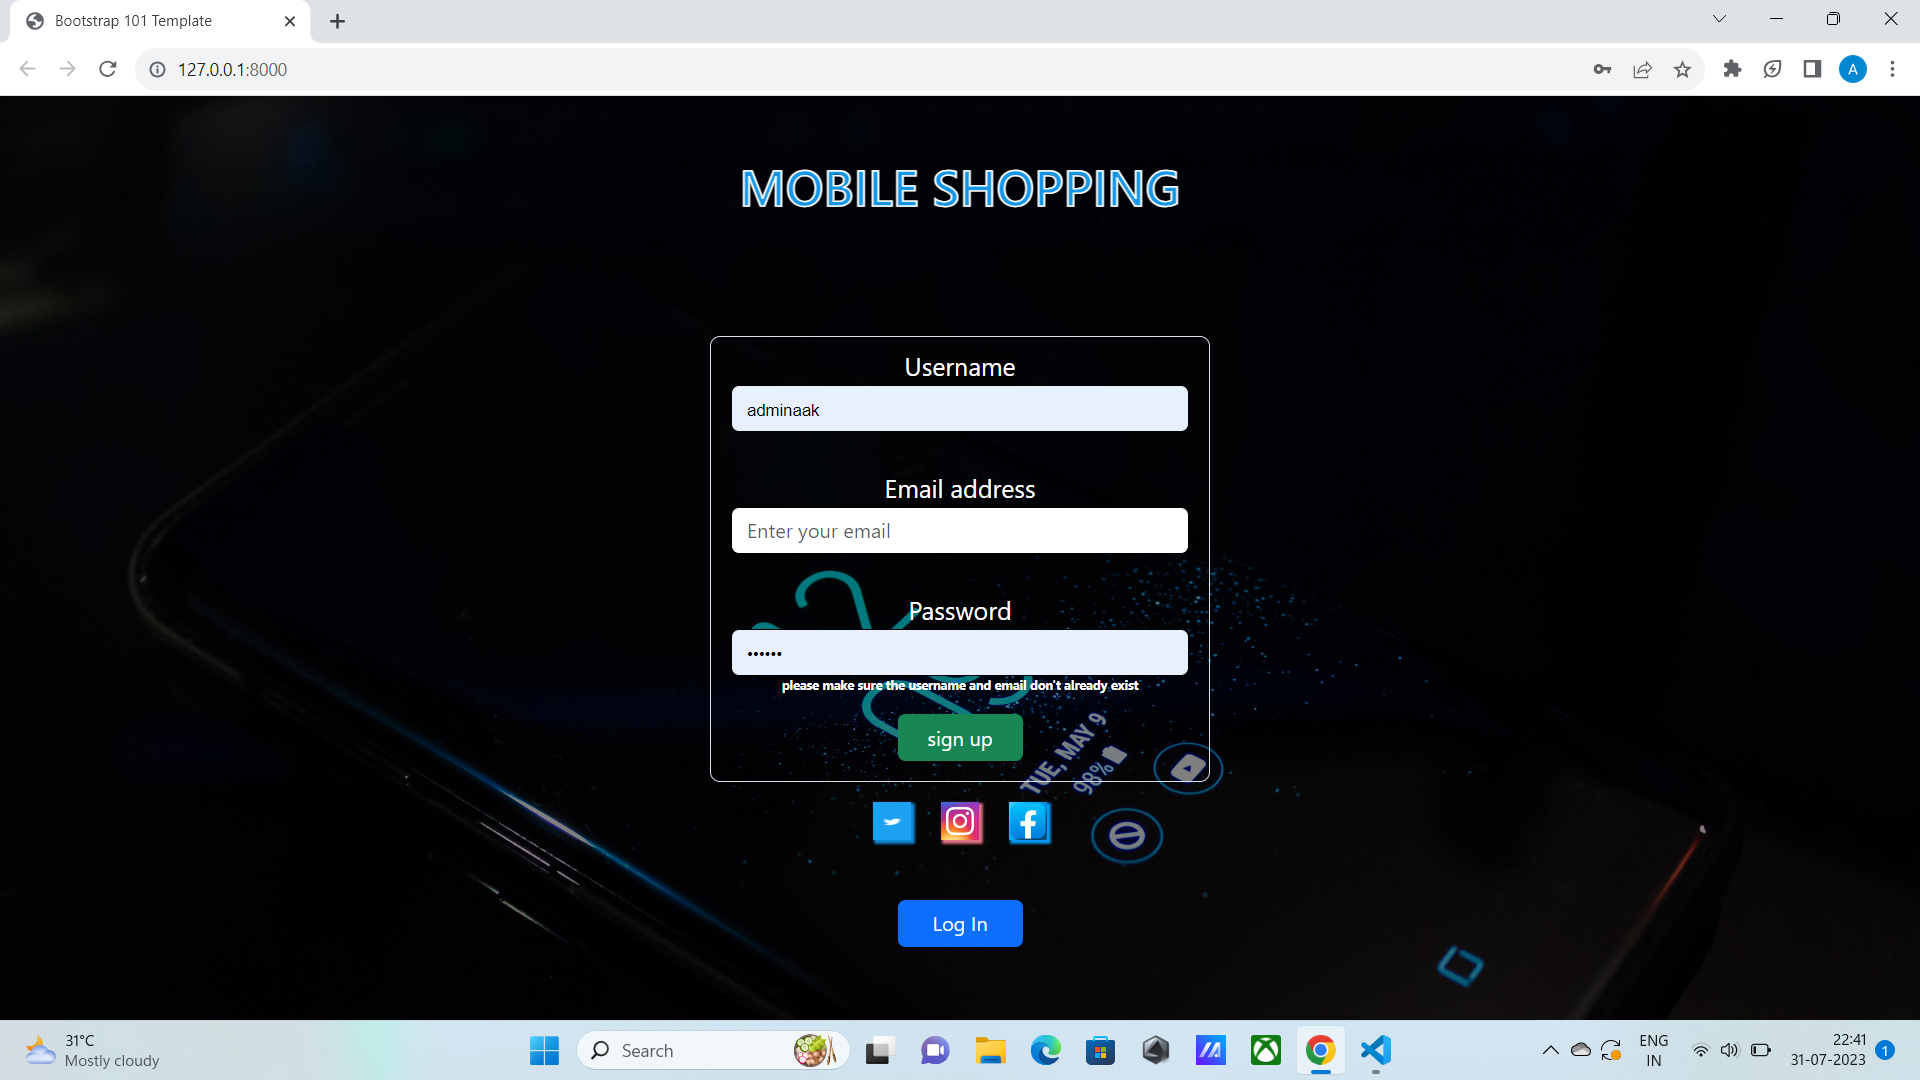 Bootstrap 101 Template
127.0.0.1:8000
A
MOBILE SHOPPING
Username
adminaak
Email address
Enter your email
Password
••••••
please make sure the username and email don't already exist
sign up
TUE, MAY 9
98%
Log In
31°C
Mostly cloudy
Search
ENG
IN
22:41
31-07-2023
1